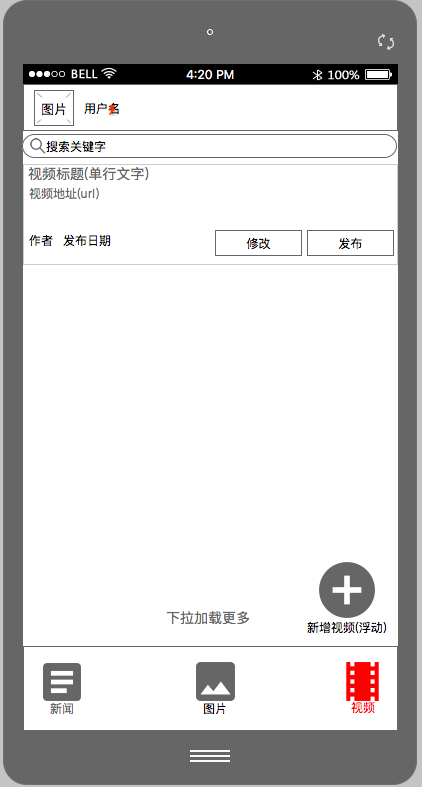 BELL 4:20 PM 100%
图片 用户名
搜索关键字
视频标题(单行文字)
视频地址(url)
作者 发布日期 修改 发布
下拉加载更多
新增视频(浮动)
新闻 图片 视频